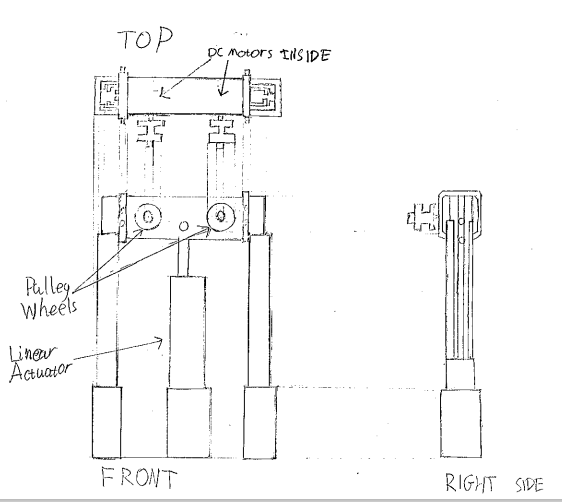 TOP
DC Motors INSIDE
Pulley
Wheels
Linear
Actuator
FRONT
RIGHT SIDE